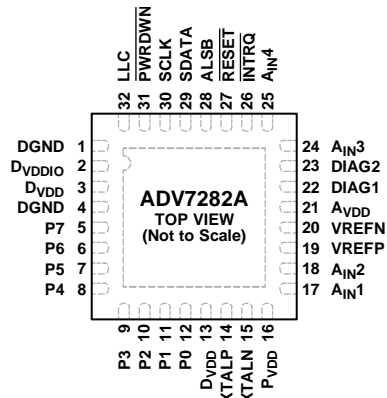 LLC
PWRDWN
SCLK
SDATA
ALSB
RESET
INTRQ
AIN4
32 31 30 29 28 27 26 25
DGND 1
DVDDIO 2
DVDD 3
DGND 4
P7 5
P6 6
P5 7
P4 8
ADV7282A
TOP VIEW
(Not to Scale)
24 AIN3
23 DIAG2
22 DIAG1
21 AVDD
20 VREFN
19 VREFP
18 AIN2
17 AIN1
9 10 11 12 13 14 15 16
P3
P2
P1
P0
DVDD
XTALP
XTALN
PVDD